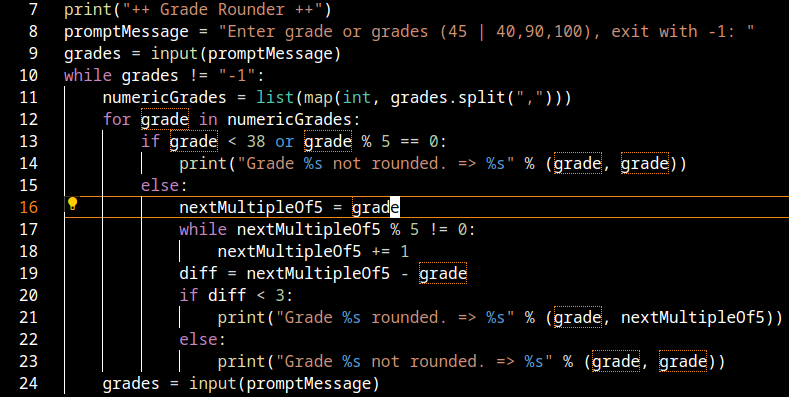 7 print("++ Grade Rounder ++")
8 promptMessage = "Enter grade or grades (45 | 40,90,100), exit with -1: "
9 grades = input(promptMessage)
10 while grades != "-1":
11     numericGrades = list(map(int, grades.split(",")))
12     for grade in numericGrades:
13         if grade < 38 or grade % 5 == 0:
14             print("Grade %s not rounded. => %s" % (grade, grade))
15         else:
16             nextMultipleOf5 = grade
17             while nextMultipleOf5 % 5 != 0:
18                 nextMultipleOf5 += 1
19             diff = nextMultipleOf5 - grade
20             if diff < 3:
21                 print("Grade %s rounded. => %s" % (grade, nextMultipleOf5))
22             else:
23                 print("Grade %s not rounded. => %s" % (grade, grade))
24     grades = input(promptMessage)